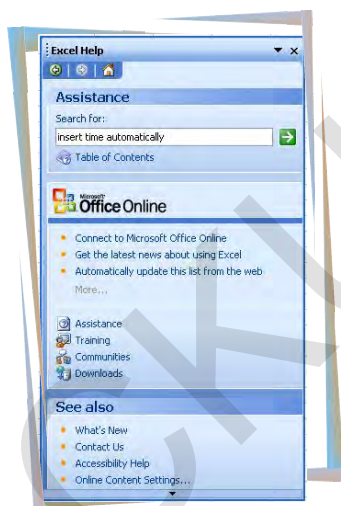 Excel Help
Assistance
Search for:
insert time automatically
Table of Contents
Microsoft
Office Online
Connect to Microsoft Office Online
Get the latest news about using Excel
Automatically update this list from the web
More...
Assistance
Training
Communities
Downloads
See also
What's New
Contact Us
Accessibility Help
Online Content Settings...